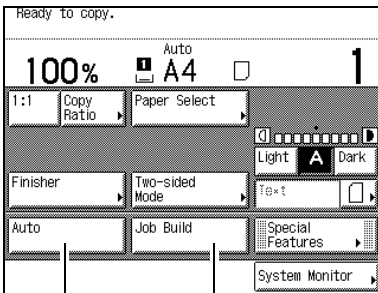 Ready to copy.
Auto
100% 1 A4 1
1:1 Copy Ratio Paper Select
Light A Dark
Finisher Two-sided Mode Text
Auto Job Build Special Features
System Monitor